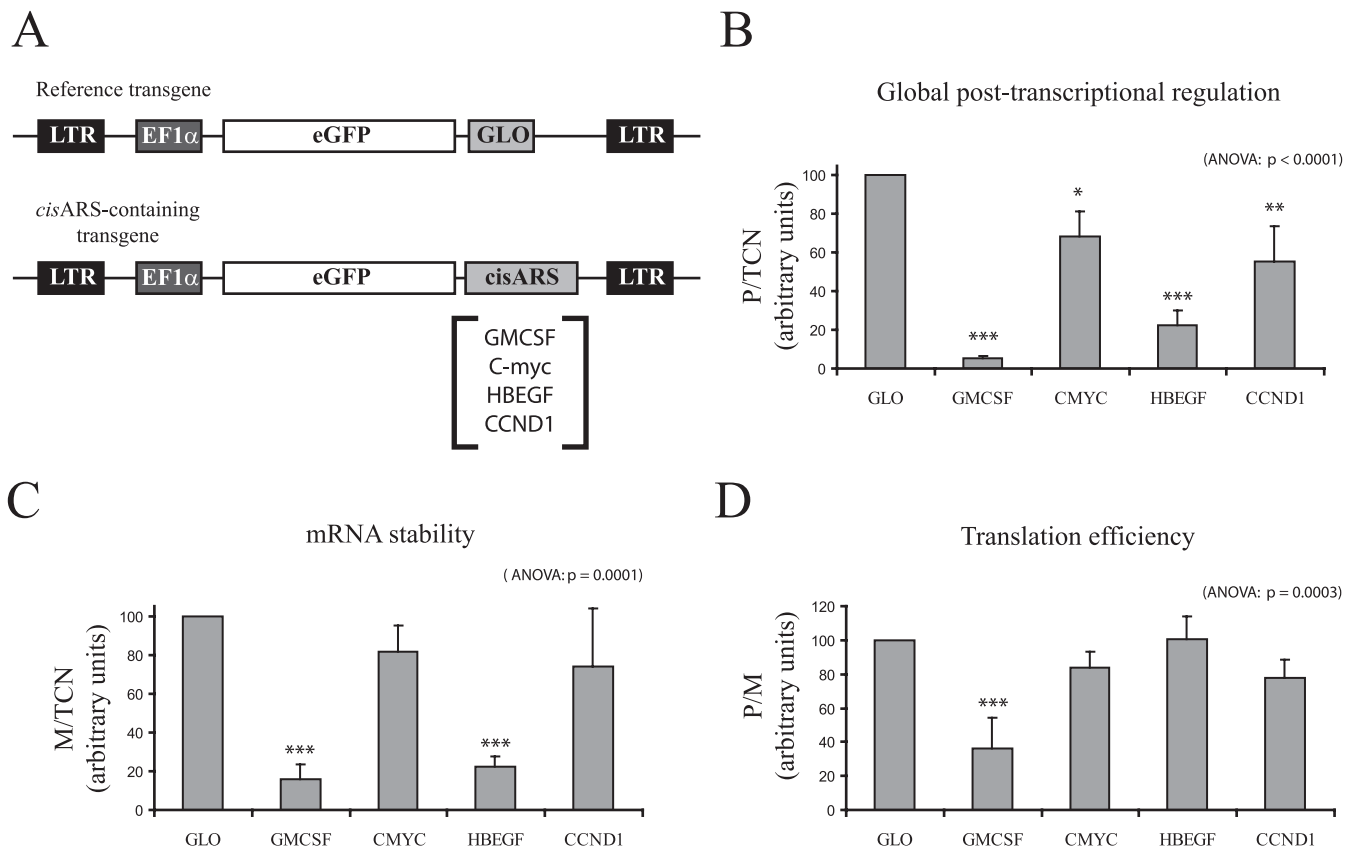 A
Reference transgene
LTR EF1α eGFP GLO LTR
cisARS-containing
transgene
LTR EF1α eGFP cisARS LTR
GMCSF
C-myc
HBEGF
CCND1
B
Global post-transcriptional regulation
(ANOVA: p < 0.0001)
P/TCN
(arbitrary units)
100
80
60
40
20
0
*
**
***
***
GLO GMCSF CMYC HBEGF CCND1
C
mRNA stability
( ANOVA: p = 0.0001)
M/TCN
(arbitrary units)
100
80
60
40
20
0
***
***
GLO GMCSF CMYC HBEGF CCND1
D
Translation efficiency
(ANOVA: p = 0.0003)
P/M
(arbitrary units)
120
100
80
60
40
20
0
***
GLO GMCSF CMYC HBEGF CCND1